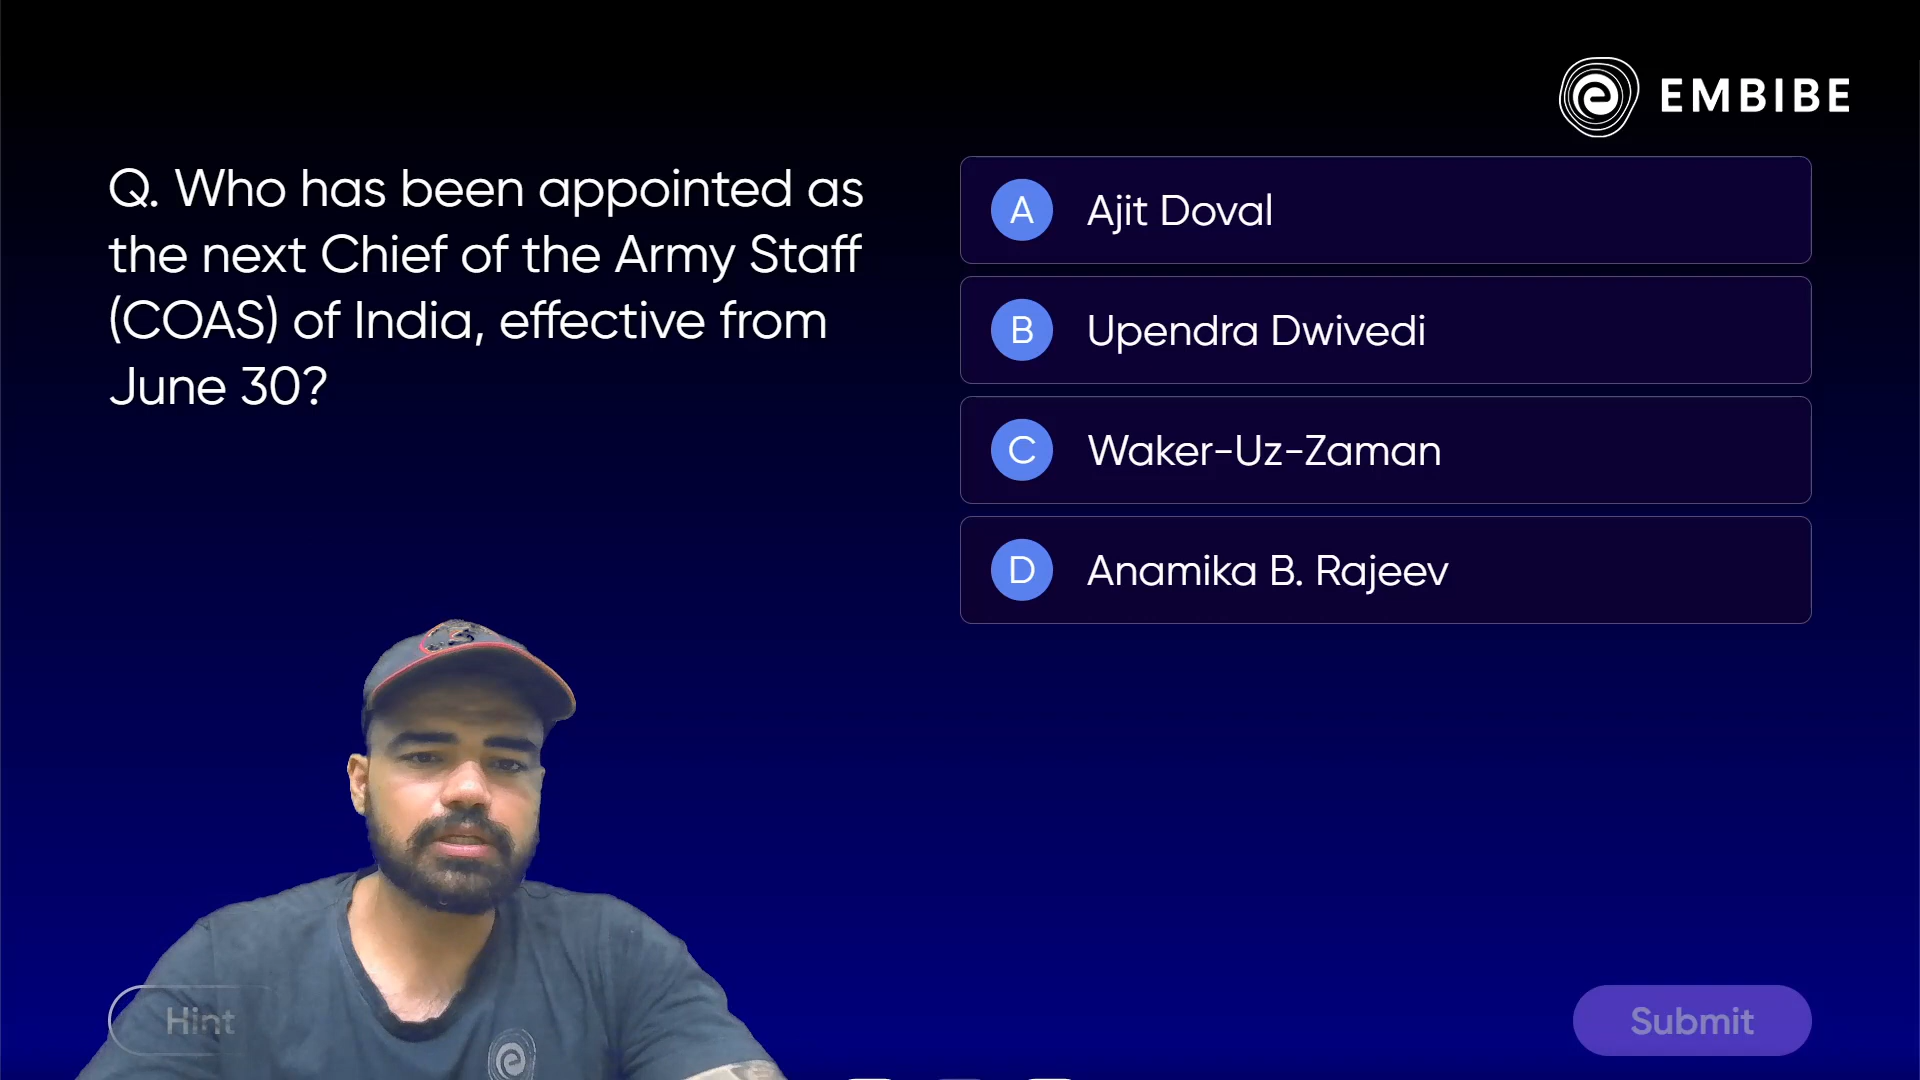 EMBIBE
Q. Who has been appointed as
the next Chief of the Army Staff
(COAS) of India, effective from
June 30?
A Ajit Doval
B Upendra Dwivedi
C Waker-Uz-Zaman
D Anamika B. Rajeev
Hint
Submit